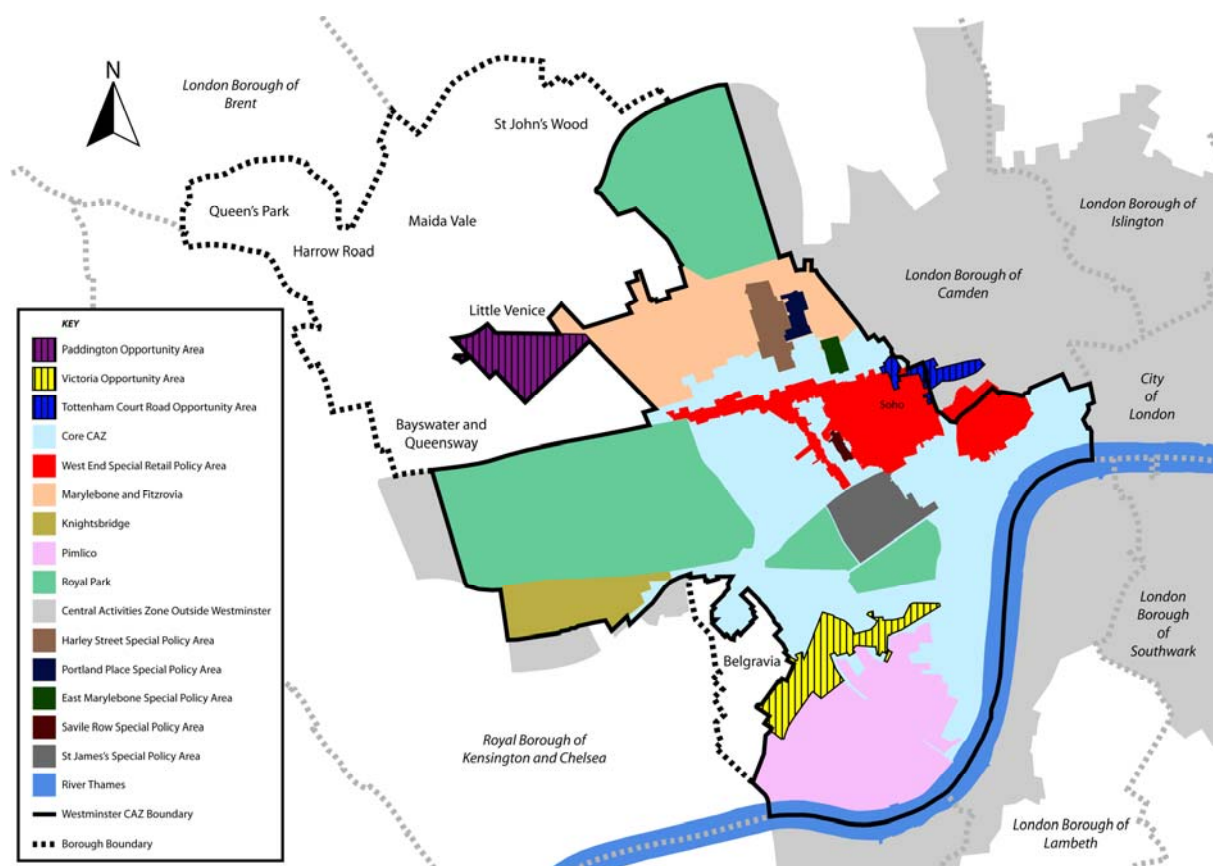 N
London Borough of
Brent
St John's Wood
Queen's Park
Maida Vale
Harrow Road
London Borough of
Islington
London Borough of
Camden
Little Venice
City
of
London
Soho
Bayswater and
Queensway
Belgravia
London
Borough
of
Southwark
Royal Borough of
Kensington and Chelsea
London Borough of
Lambeth
KEY
Paddington Opportunity Area
Victoria Opportunity Area
Tottenham Court Road Opportunity Area
Core CAZ
West End Special Retail Policy Area
Marylebone and Fitzrovia
Knightsbridge
Pimlico
Royal Park
Central Activities Zone Outside Westminster
Harley Street Special Policy Area
Portland Place Special Policy Area
East Marylebone Special Policy Area
Savile Row Special Policy Area
St James's Special Policy Area
River Thames
Westminster CAZ Boundary
Borough Boundary